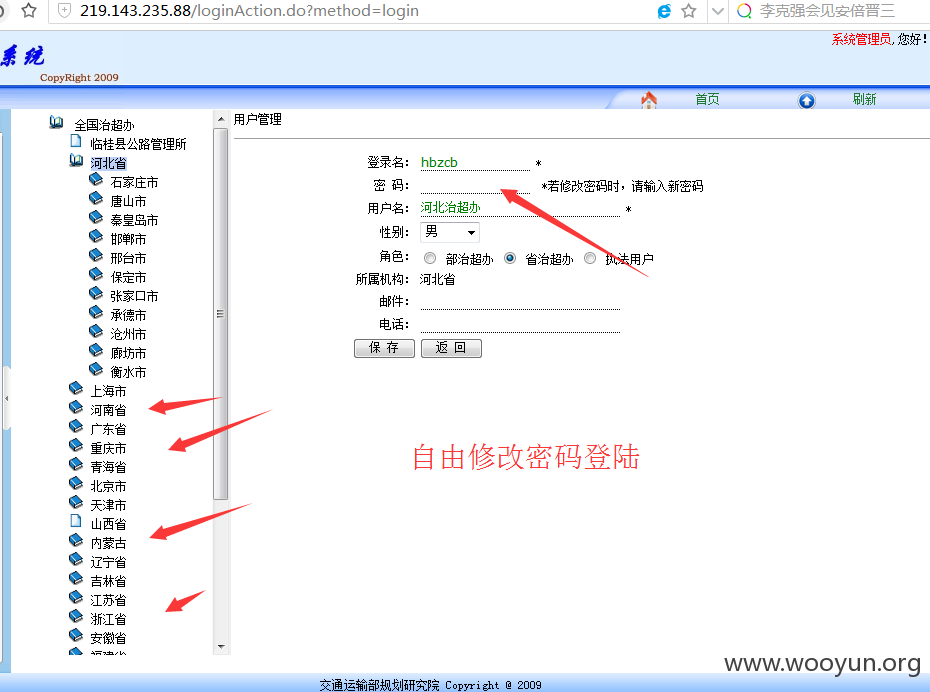 219.143.235.88/loginAction.do?method=login
李克强会见安倍晋三
系统管理员, 您好!
系统
CopyRight 2009
首页
刷新
全国治超办
临桂县公路管理所
河北省
石家庄市
唐山市
秦皇岛市
邯郸市
邢台市
保定市
张家口市
承德市
沧州市
廊坊市
衡水市
上海市
河南省
广东省
重庆市
青海省
北京市
天津市
山西省
内蒙古
辽宁省
吉林省
江苏省
浙江省
安徽省
福建省
用户管理
登录名: hbzcb *
密 码: *若修改密码时，请输入新密码
用户名: 河北治超办 *
性别: 男
角色: 部治超办 省治超办 执法用户
所属机构: 河北省
邮件:
电话:
保 存 返 回
自由修改密码登陆
www.wooyun.org
交通运输部规划研究院 Copyright @ 2009